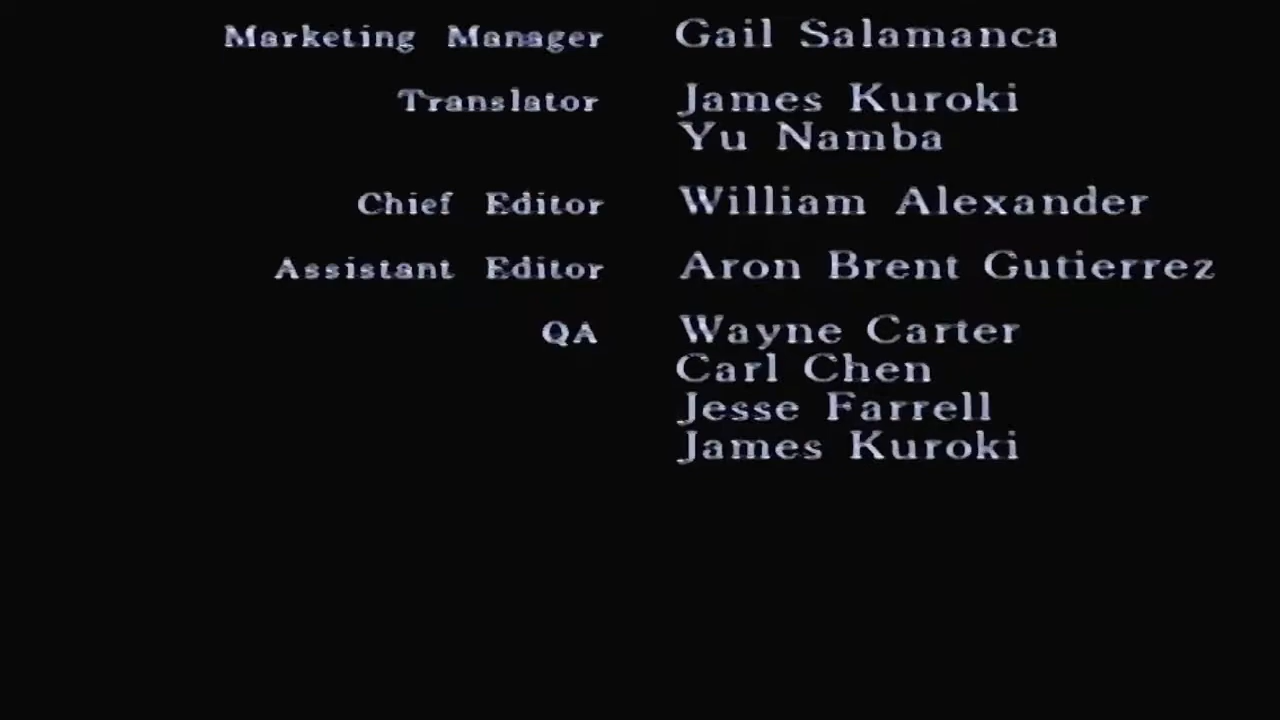 Marketing Manager Gail Salamanca
Translator James Kuroki
Yu Namba
Chief Editor William Alexander
Assistant Editor Aron Brent Gutierrez
QA Wayne Carter
Carl Chen
Jesse Farrell
James Kuroki